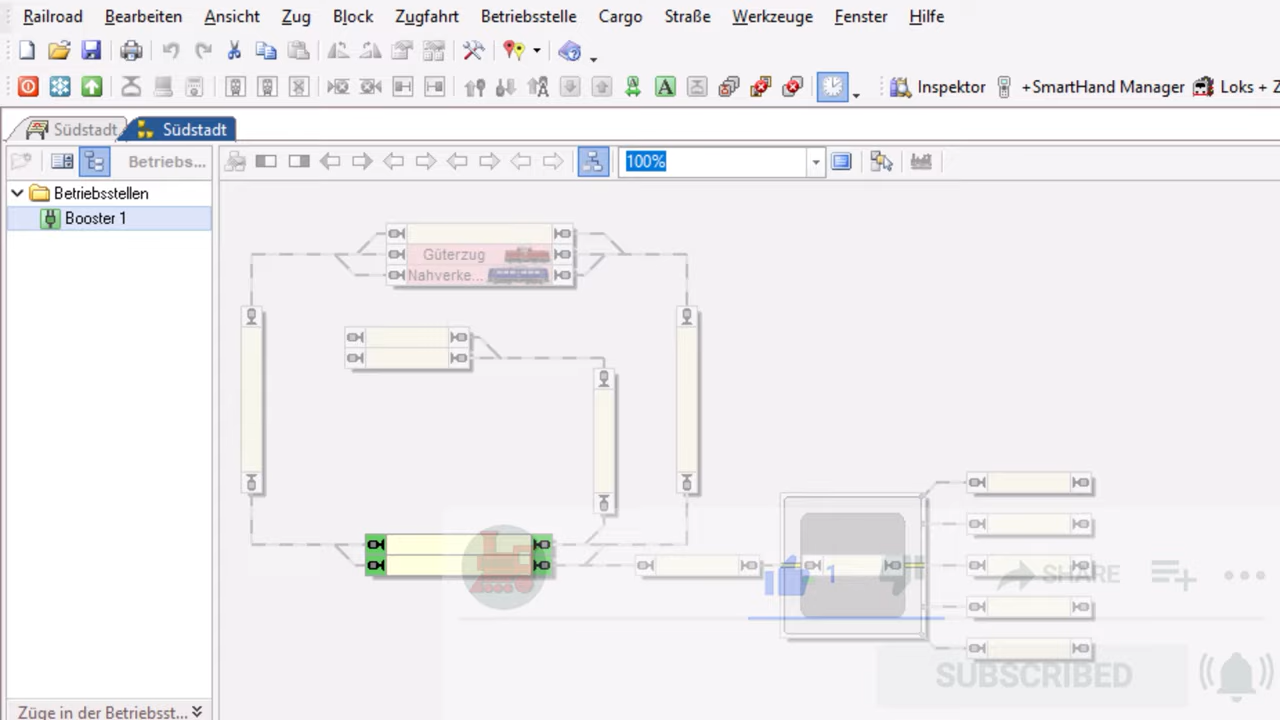 Railroad Bearbeiten Ansicht Zug Block Zugfahrt Betriebsstelle Cargo Straße Werkzeuge Fenster Hilfe
A Inspektor +SmartHand Manager Loks + Z
Südstadt Südstadt
Betriebs... 100%
Betriebsstellen
Booster 1
Güterzug
Nahverke...
1 SHARE
SUBSCRIBED
Züge in der Betriebsst...